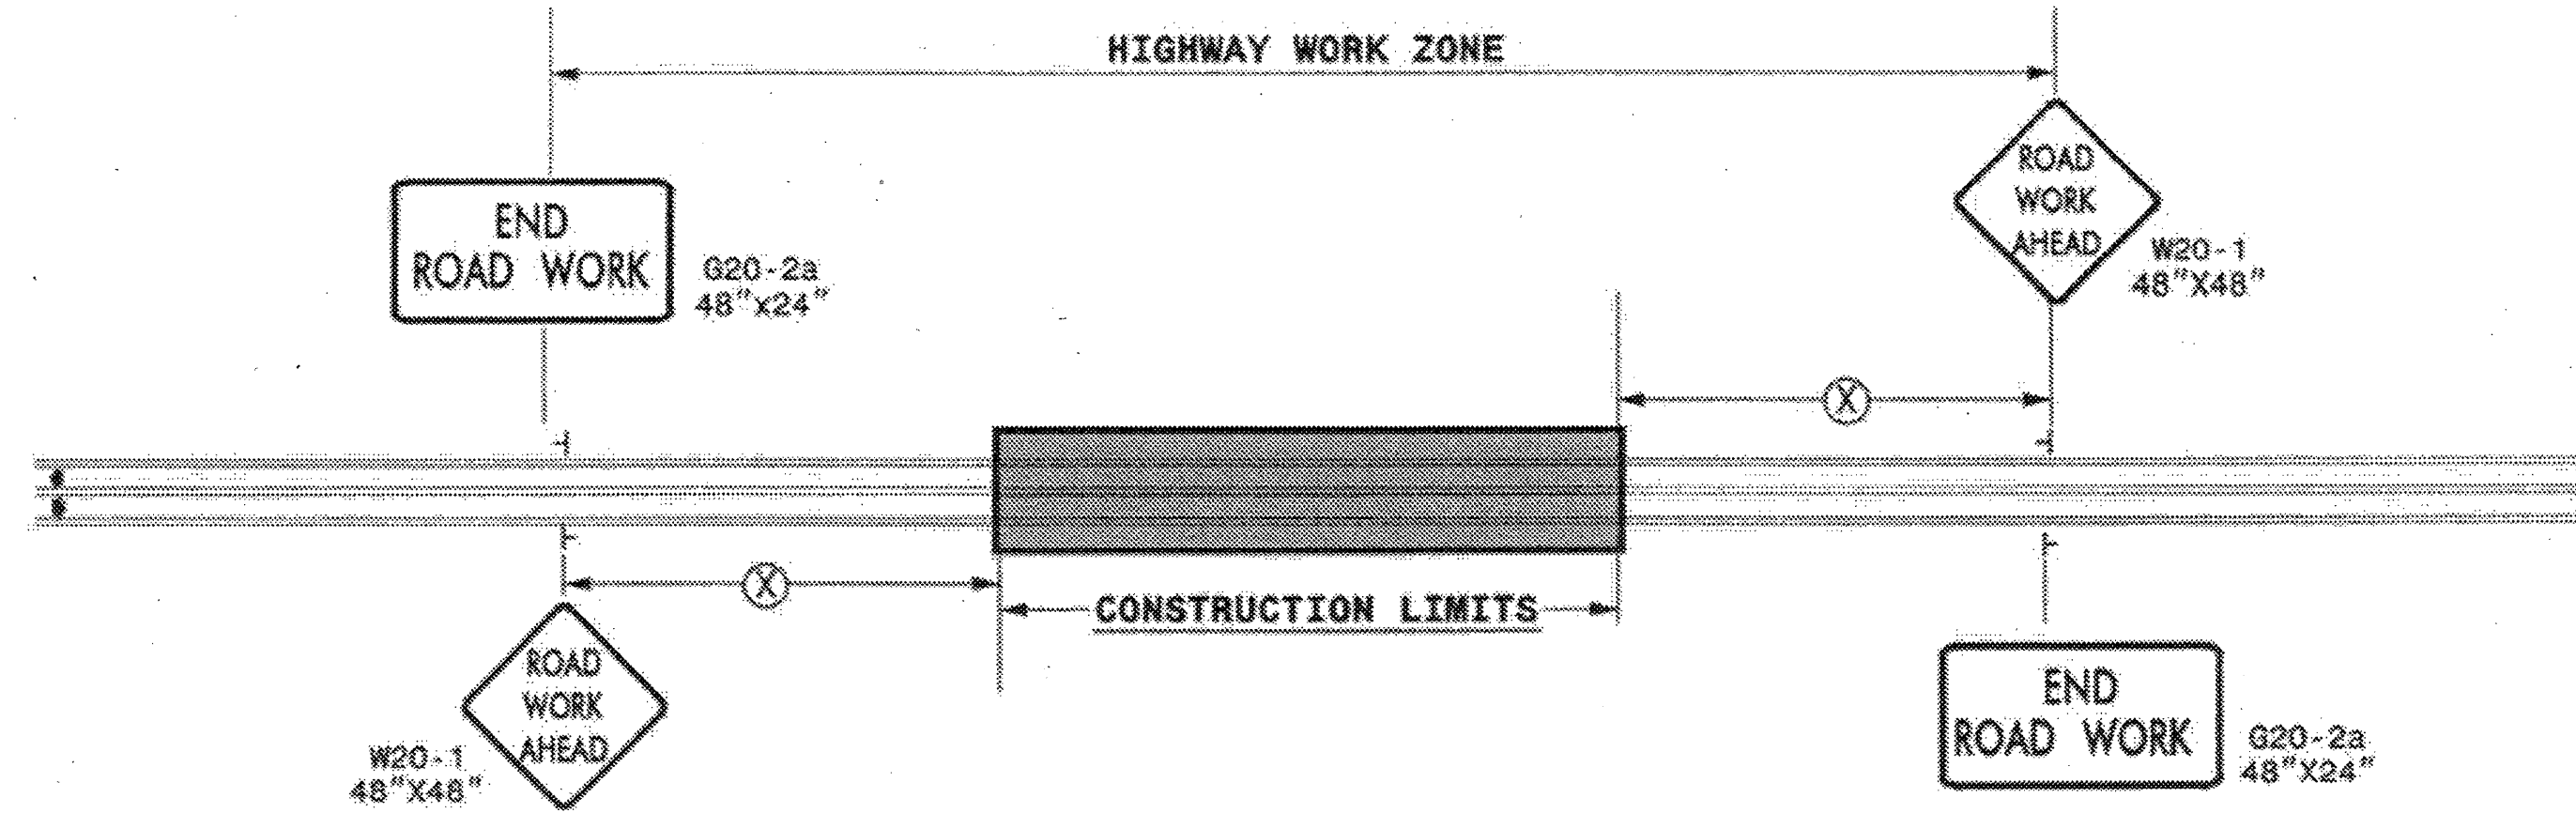 HIGHWAY WORK ZONE
END
ROAD WORK
G20-2a
48"x24"
ROAD
WORK
AHEAD
W20-1
48"X48"
X
X
CONSTRUCTION LIMITS
ROAD
WORK
AHEAD
W20-1
48"X48"
END
ROAD WORK
G20-2a
48"X24"